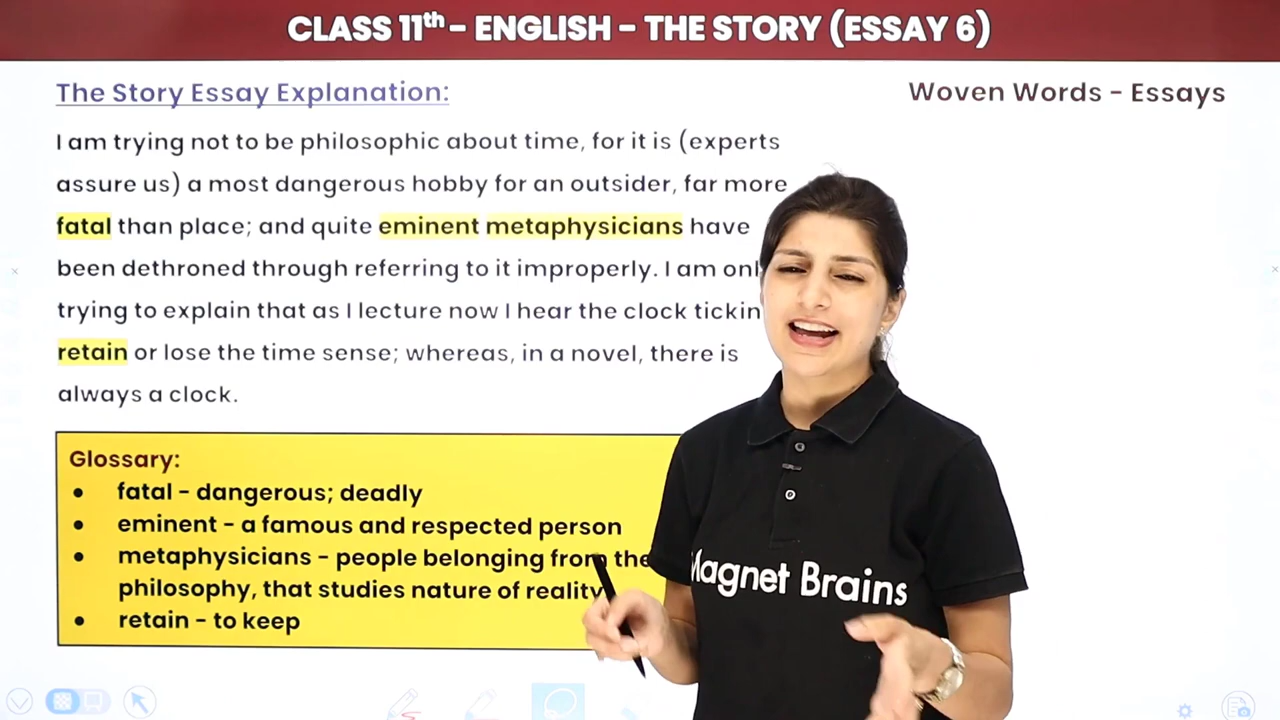 CLASS 11th - ENGLISH - THE STORY (ESSAY 6)
The Story Essay Explanation:
Woven Words - Essays
I am trying not to be philosophic about time, for it is (experts
assure us) a most dangerous hobby for an outsider, far more
fatal than place; and quite eminent metaphysicians have
been dethroned through referring to it improperly. I am
trying to explain that as I lecture now I hear the clock
retain or lose the time sense; whereas, in a novel, there is
always a clock.
Glossary:
• fatal - dangerous; deadly
• eminent - a famous and respected person
• metaphysicians - people belonging from the
philosophy, that studies nature of reality
• retain - to keep
Magnet Brains